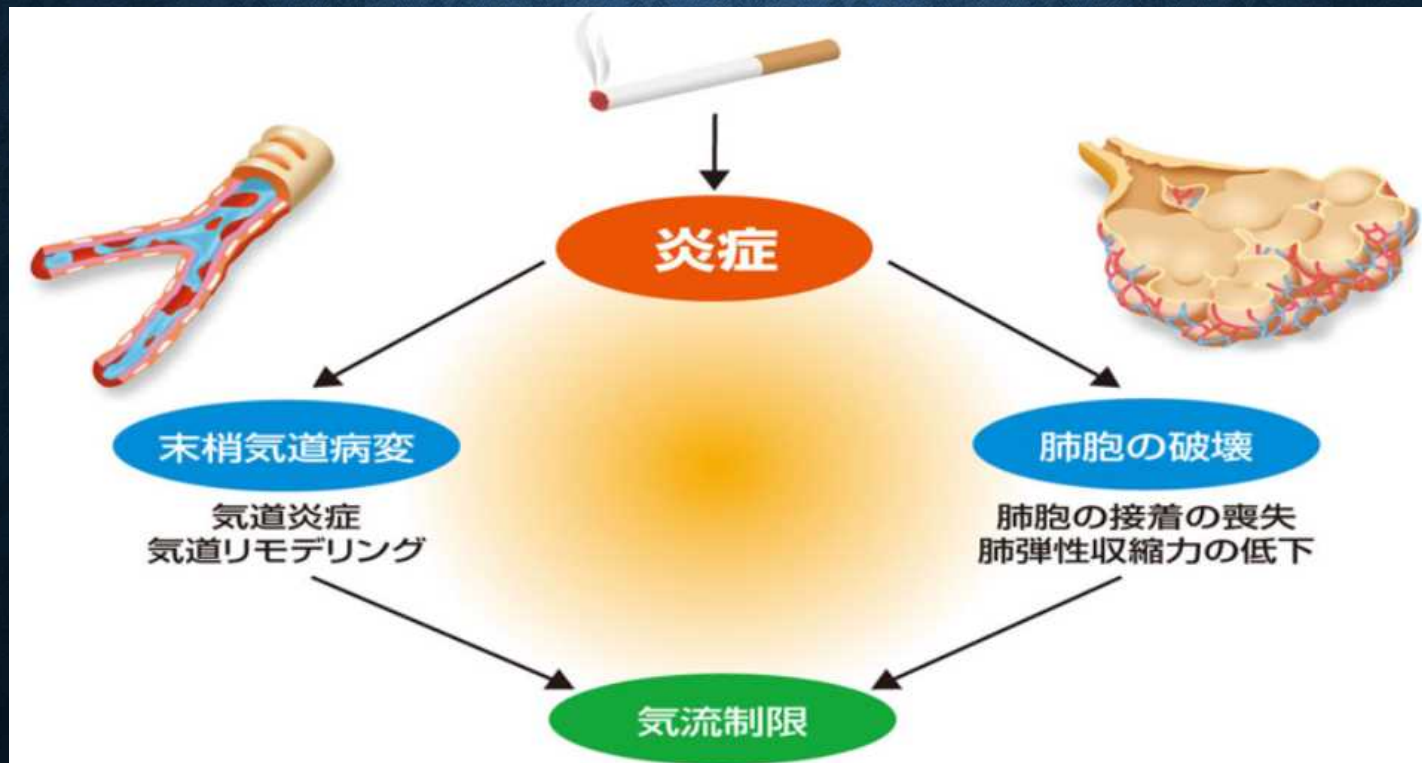 炎症
末梢気道病変
気道炎症
気道リモデリング
肺胞の破壊
肺胞の接着の喪失
肺弾性収縮力の低下
気流制限